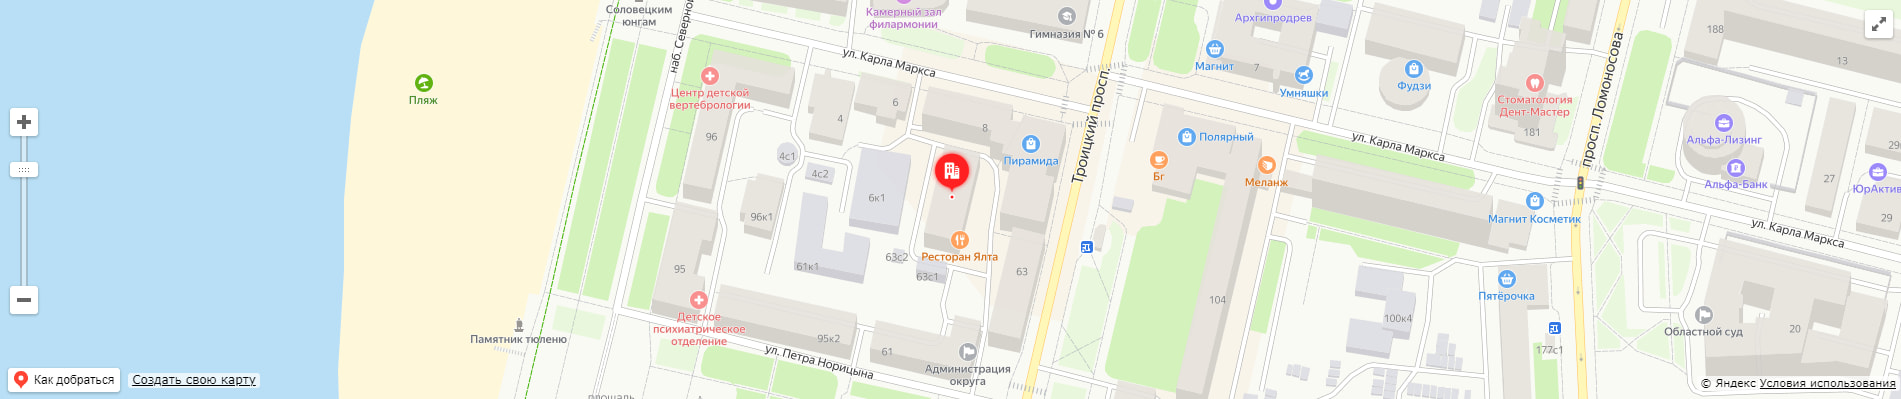 Соловецким
юнгам
наб. Северной
Камерный зал
филармонии
Гимназия № 6
Архгипродрев
188
13
ул. Карла Маркса
Магнит
7
Умняшки
Фудзи
Стоматология
Дент-Мастер
181
просп. Ломоносова
Троицкий просп.
Пляж
Центр детской
вертебрологии
96
4
6
8
Пирамида
Полярный
Бг
Меланж
ул. Карла Маркса
Альфа-Лизинг
Альфа-Банк
27
29
ЮрАктив
29
4с1
4с2
6к1
96к1
Магнит Косметик
ул. Карла Маркса
Ресторан Ялта
63с2
63с1
63
61к1
95
104
Пятёрочка
100к4
Областной суд
20
177с1
Детское
психиатрическое
отделение
Памятник тюленю
95к2
61
ул. Петра Норицына
Администрация
округа
площадь
Как добраться
Создать свою карту
© Яндекс Условия использования